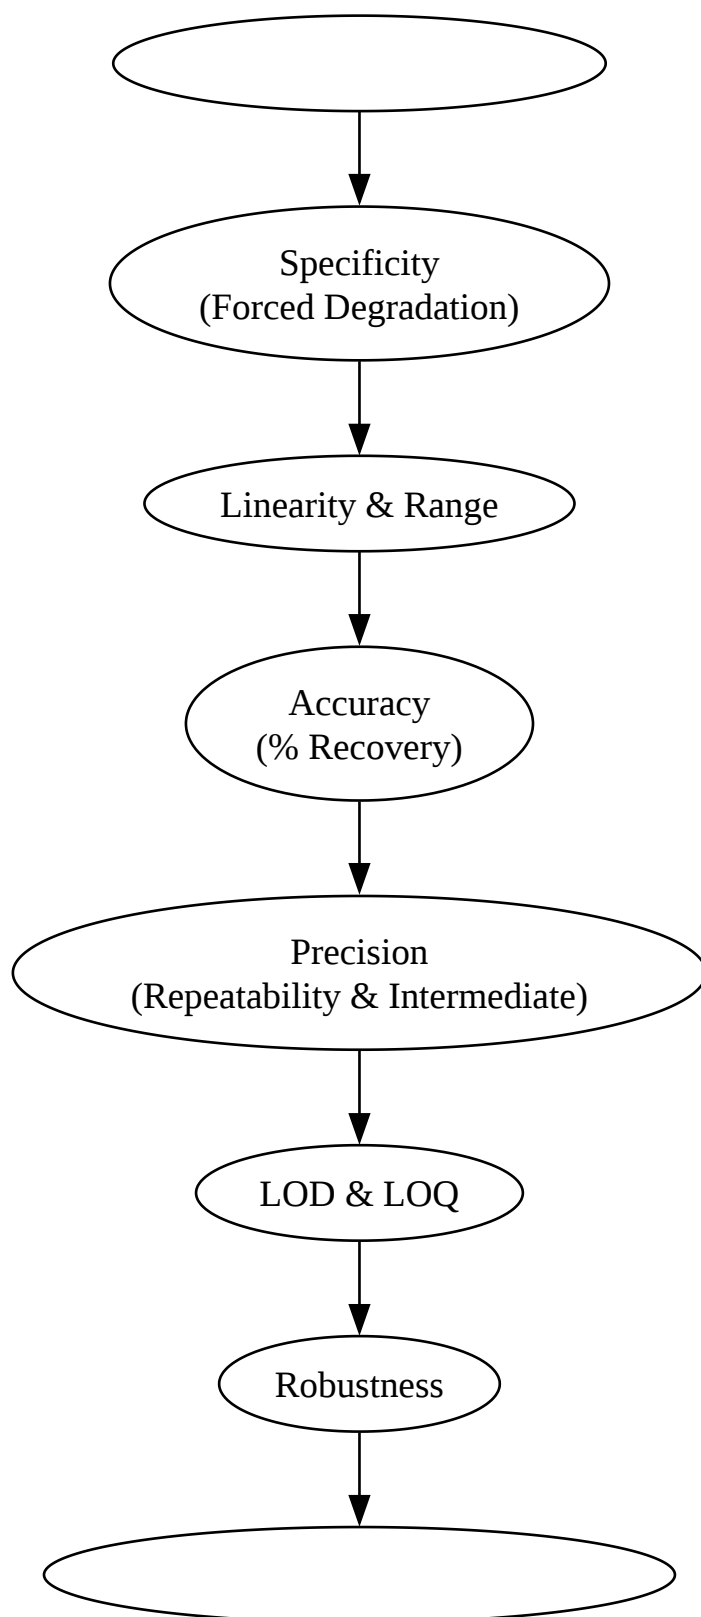 Specificity
(Forced Degradation)
Linearity & Range
Accuracy
(% Recovery)
Precision
(Repeatability & Intermediate)
LOD & LOQ
Robustness